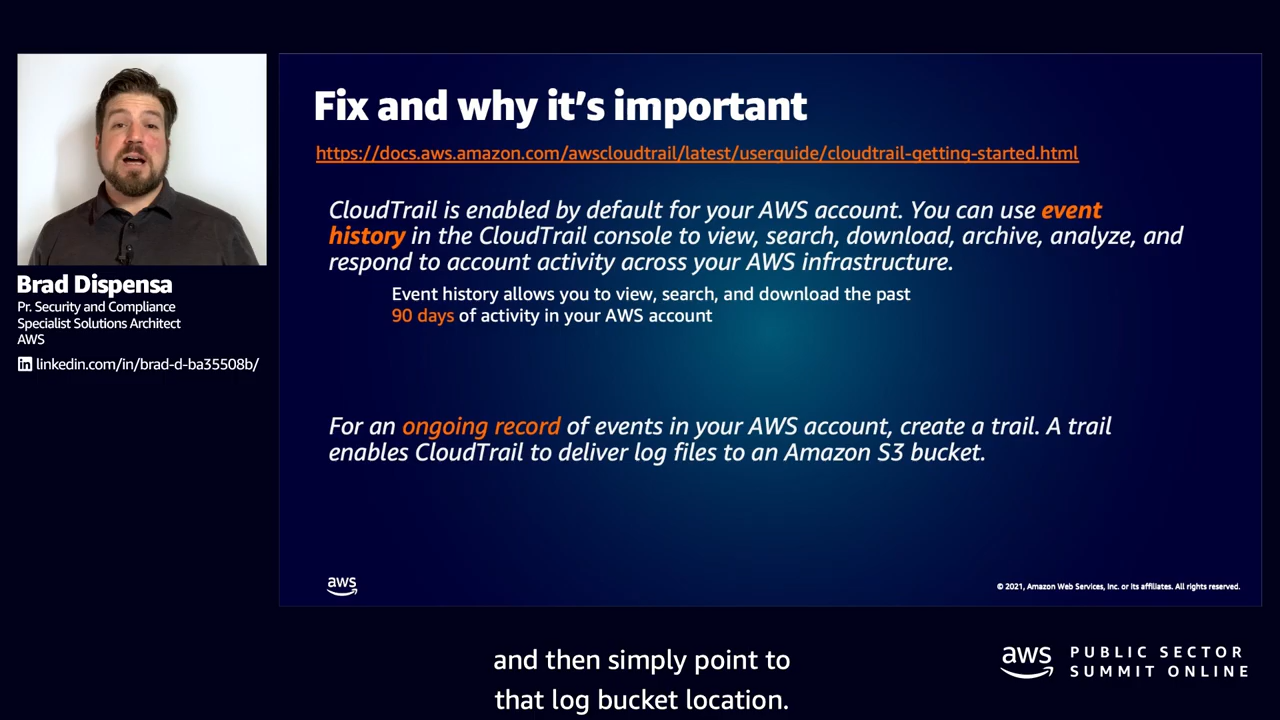 Fix and why it's important
https://docs.aws.amazon.com/awscloudtrail/latest/userguide/cloudtrail-getting-started.html
CloudTrail is enabled by default for your AWS account. You can use event
history in the CloudTrail console to view, search, download, archive, analyze, and
respond to account activity across your AWS infrastructure.
Event history allows you to view, search, and download the past
90 days of activity in your AWS account
For an ongoing record of events in your AWS account, create a trail. A trail
enables CloudTrail to deliver log files to an Amazon S3 bucket.
aws
© 2021, Amazon Web Services, Inc. or its affiliates. All rights reserved.
Brad Dispensa
Pr. Security and Compliance
Specialist Solutions Architect
AWS
in linkedin.com/in/brad-d-ba35508b/
and then simply point to
that log bucket location.
aws
PUBLIC SECTOR
SUMMIT ONLINE